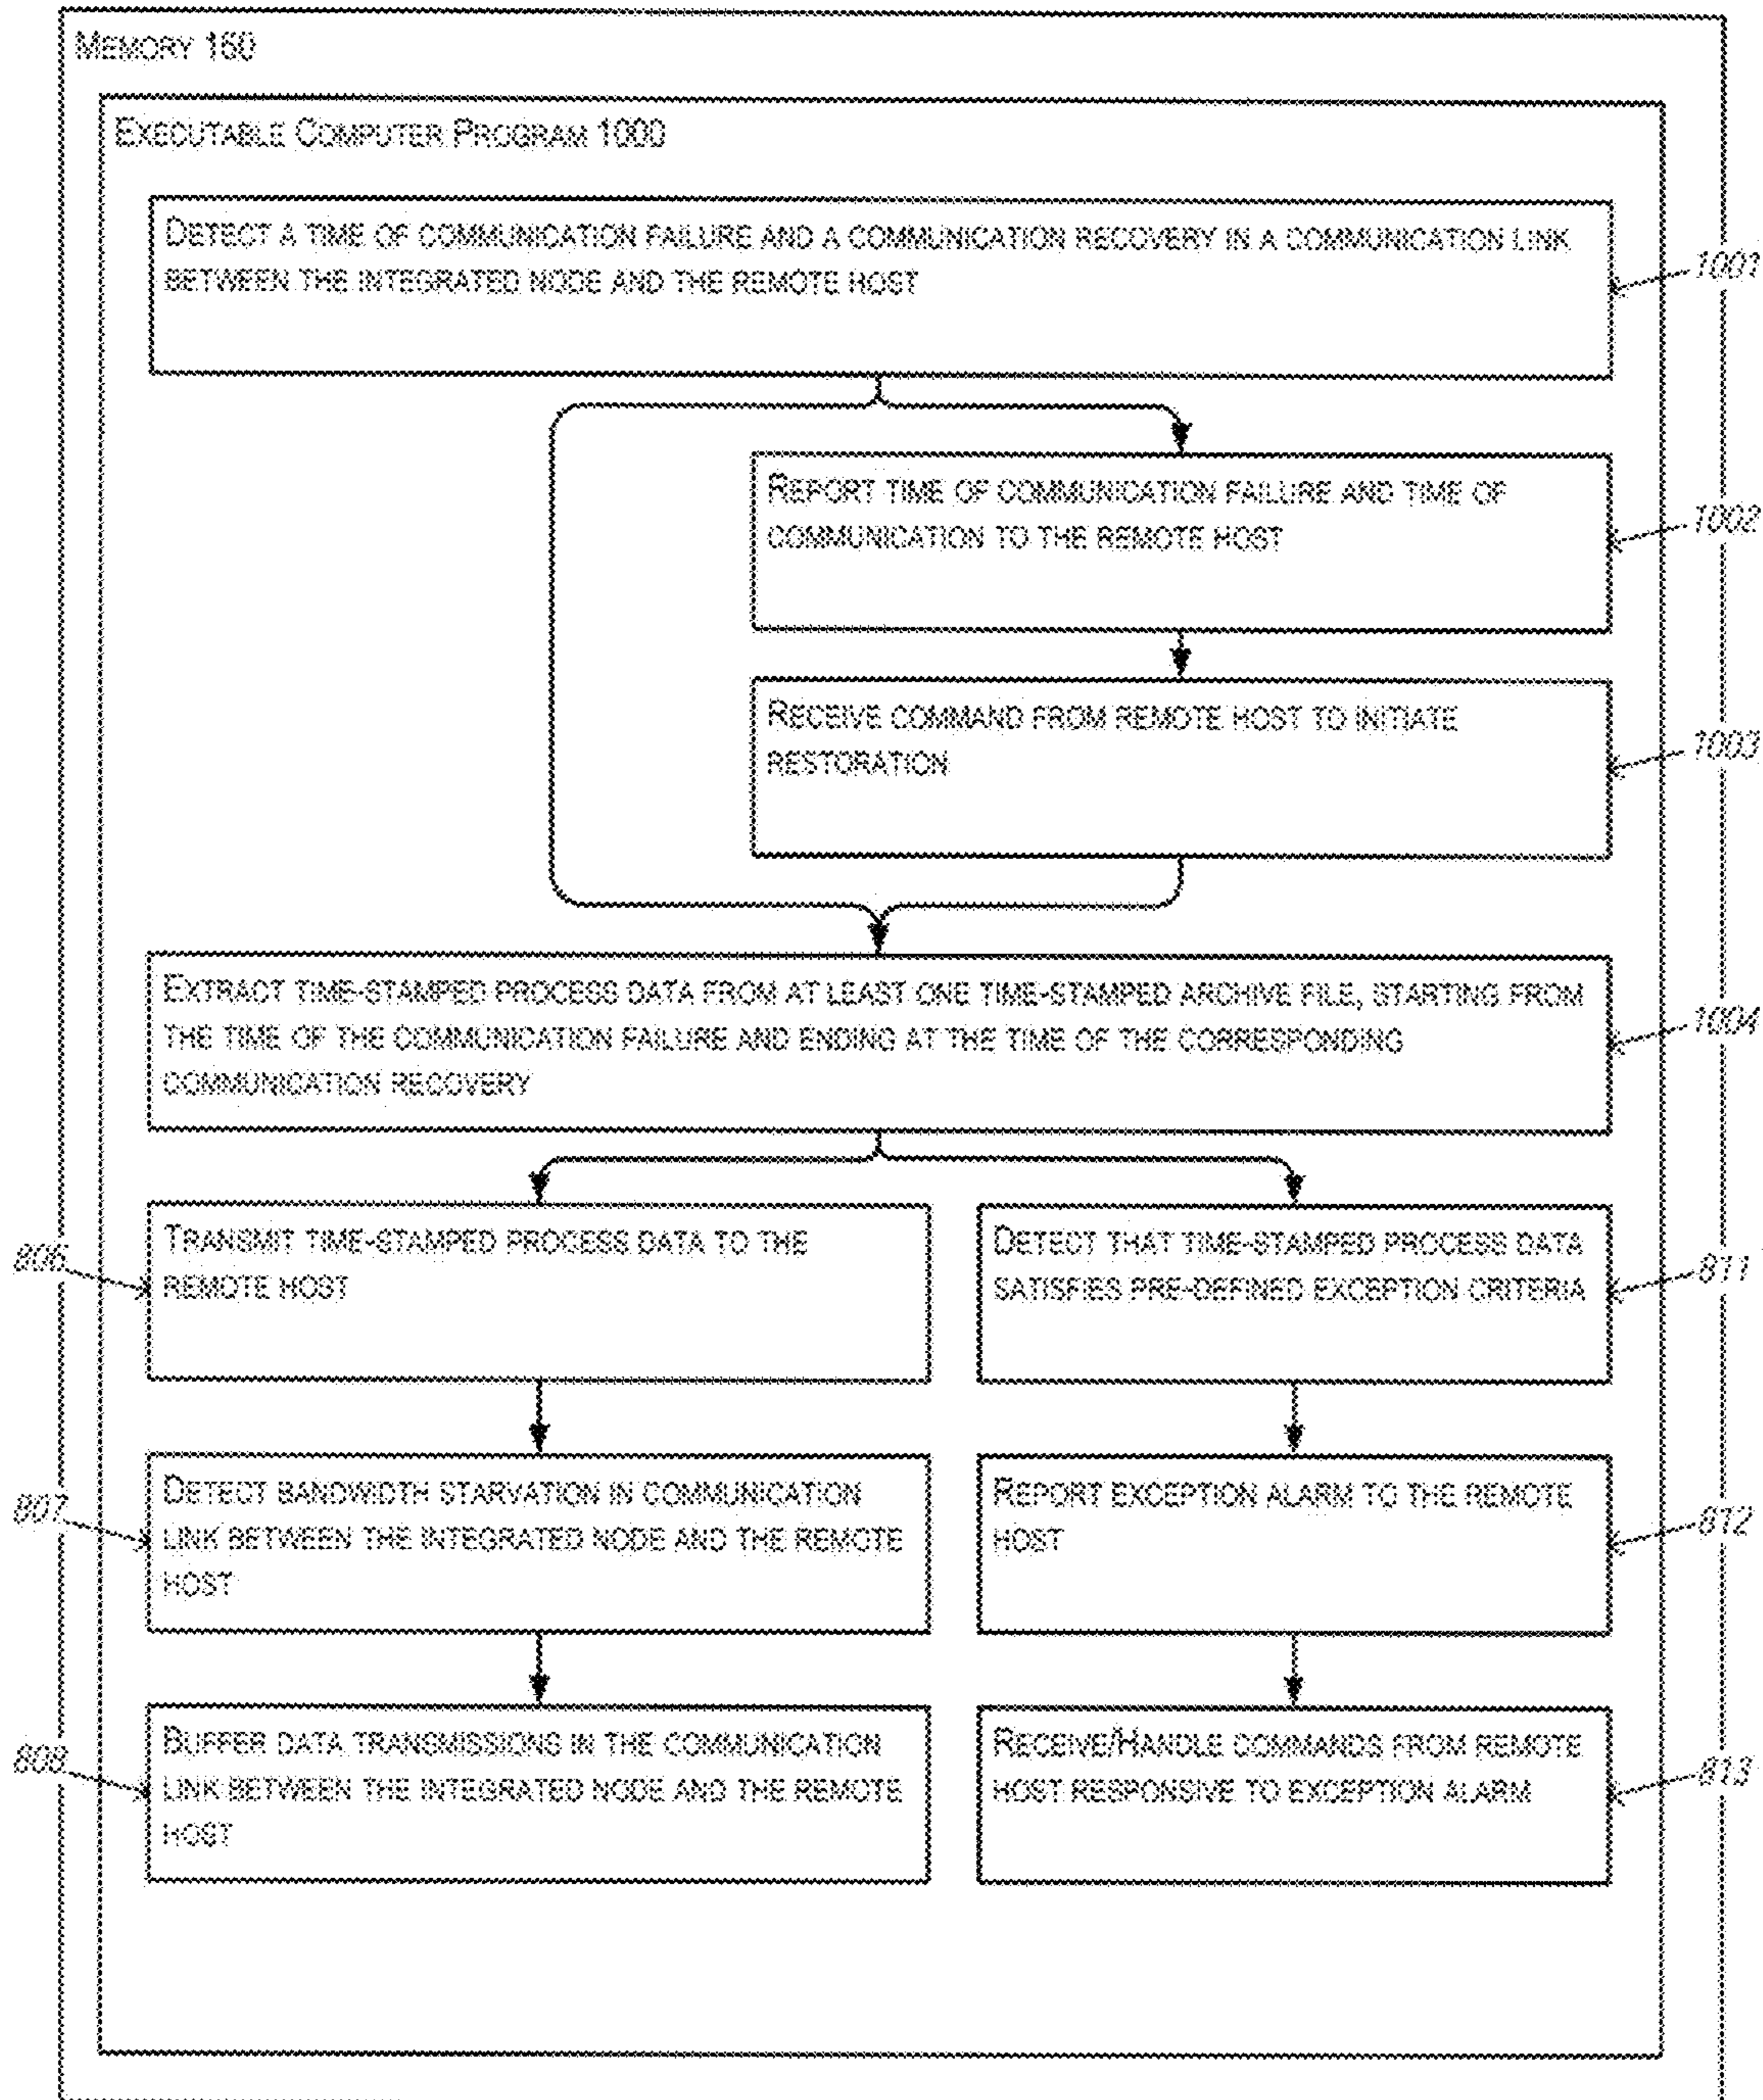 MEMORY 160
EXECUTABLE COMPUTER PROGRAM 1000
DETECT A TIME OF COMMUNICATION FAILURE AND A COMMUNICATION RECOVERY IN A COMMUNICATION LINK
BETWEEN THE INTEGRATED NODE AND THE REMOTE HOST
1001
REPORT TIME OF COMMUNICATION FAILURE AND TIME OF
COMMUNICATION TO THE REMOTE HOST
1002
RECEIVE COMMAND FROM REMOTE HOST TO INITIATE
RESTORATION
1003
EXTRACT TIME-STAMPED PROCESS DATA FROM AT LEAST ONE TIME-STAMPED ARCHIVE FILE, STARTING FROM
THE TIME OF THE COMMUNICATION FAILURE AND ENDING AT THE TIME OF THE CORRESPONDING
COMMUNICATION RECOVERY
1004
806
TRANSMIT TIME-STAMPED PROCESS DATA TO THE
REMOTE HOST
DETECT THAT TIME-STAMPED PROCESS DATA
SATISFIES PRE-DEFINED EXCEPTION CRITERIA
811
807
DETECT BANDWIDTH STARVATION IN COMMUNICATION
LINK BETWEEN THE INTEGRATED NODE AND THE REMOTE
HOST
REPORT EXCEPTION ALARM TO THE REMOTE
HOST
812
808
BUFFER DATA TRANSMISSIONS IN THE COMMUNICATION
LINK BETWEEN THE INTEGRATED NODE AND THE REMOTE
HOST
RECEIVE/HANDLE COMMANDS FROM REMOTE
HOST RESPONSIVE TO EXCEPTION ALARM
813